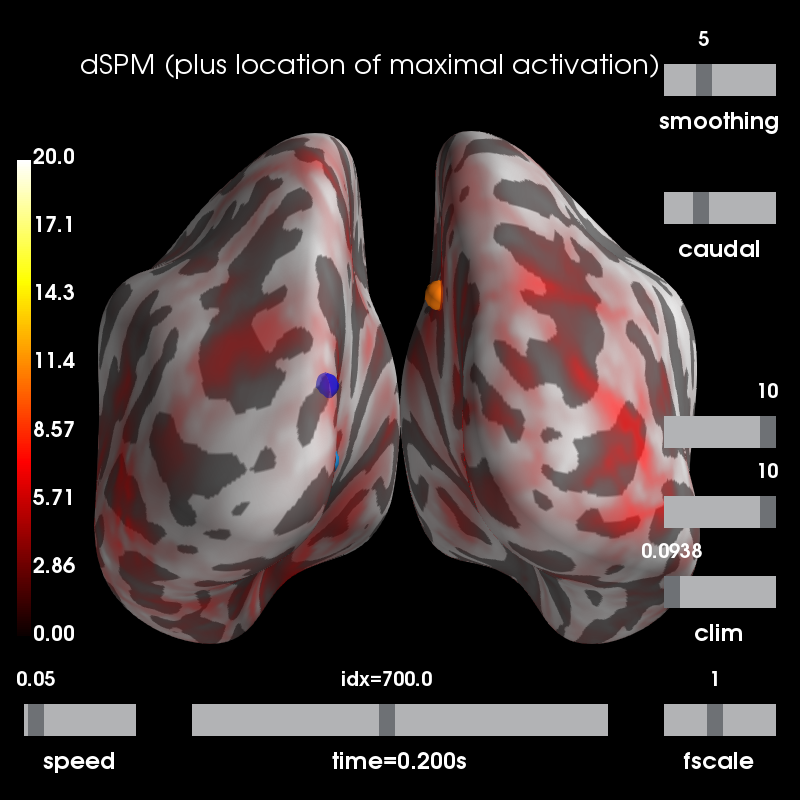 5
dSPM (plus location of maximal activation)
smoothing
20.0
17.1
14.3
11.4
8.57
5.71
2.86
0.00
caudal
10
10
0.0938
clim
0.05
idx=700.0
1
speed
time=0.200s
fscale